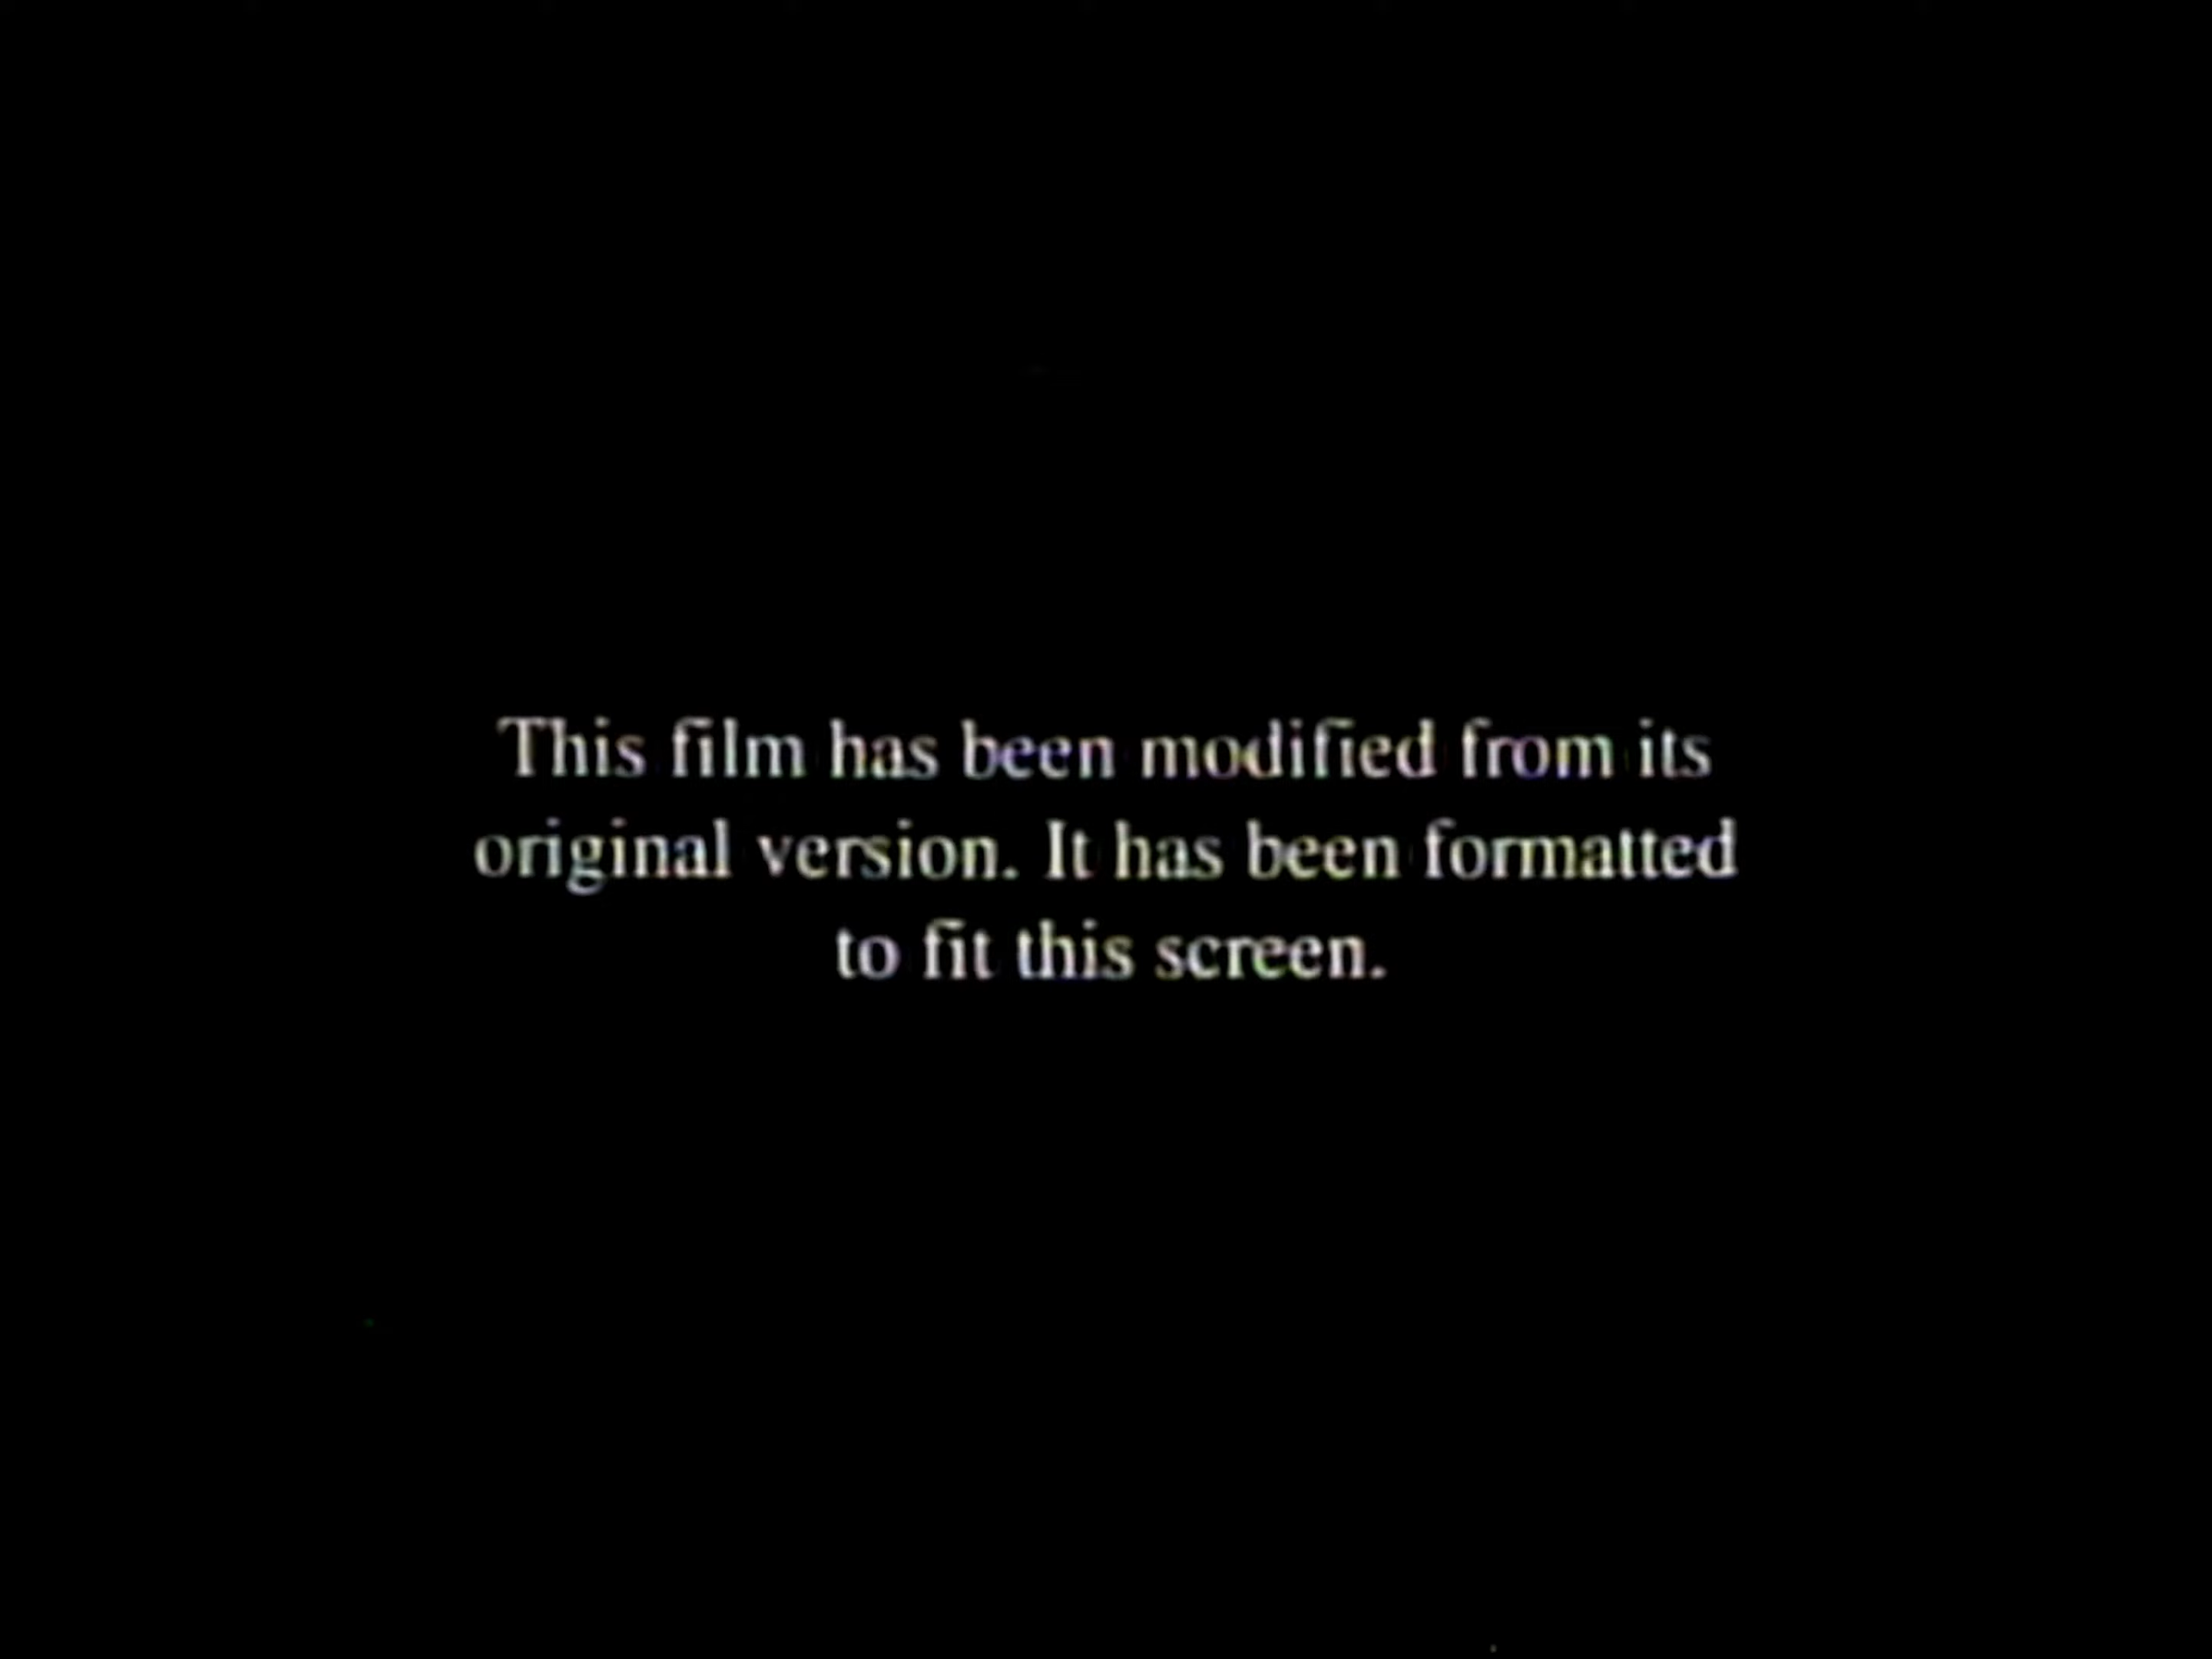 This film has been modified from its
original version. It has been formatted
to fit this screen.